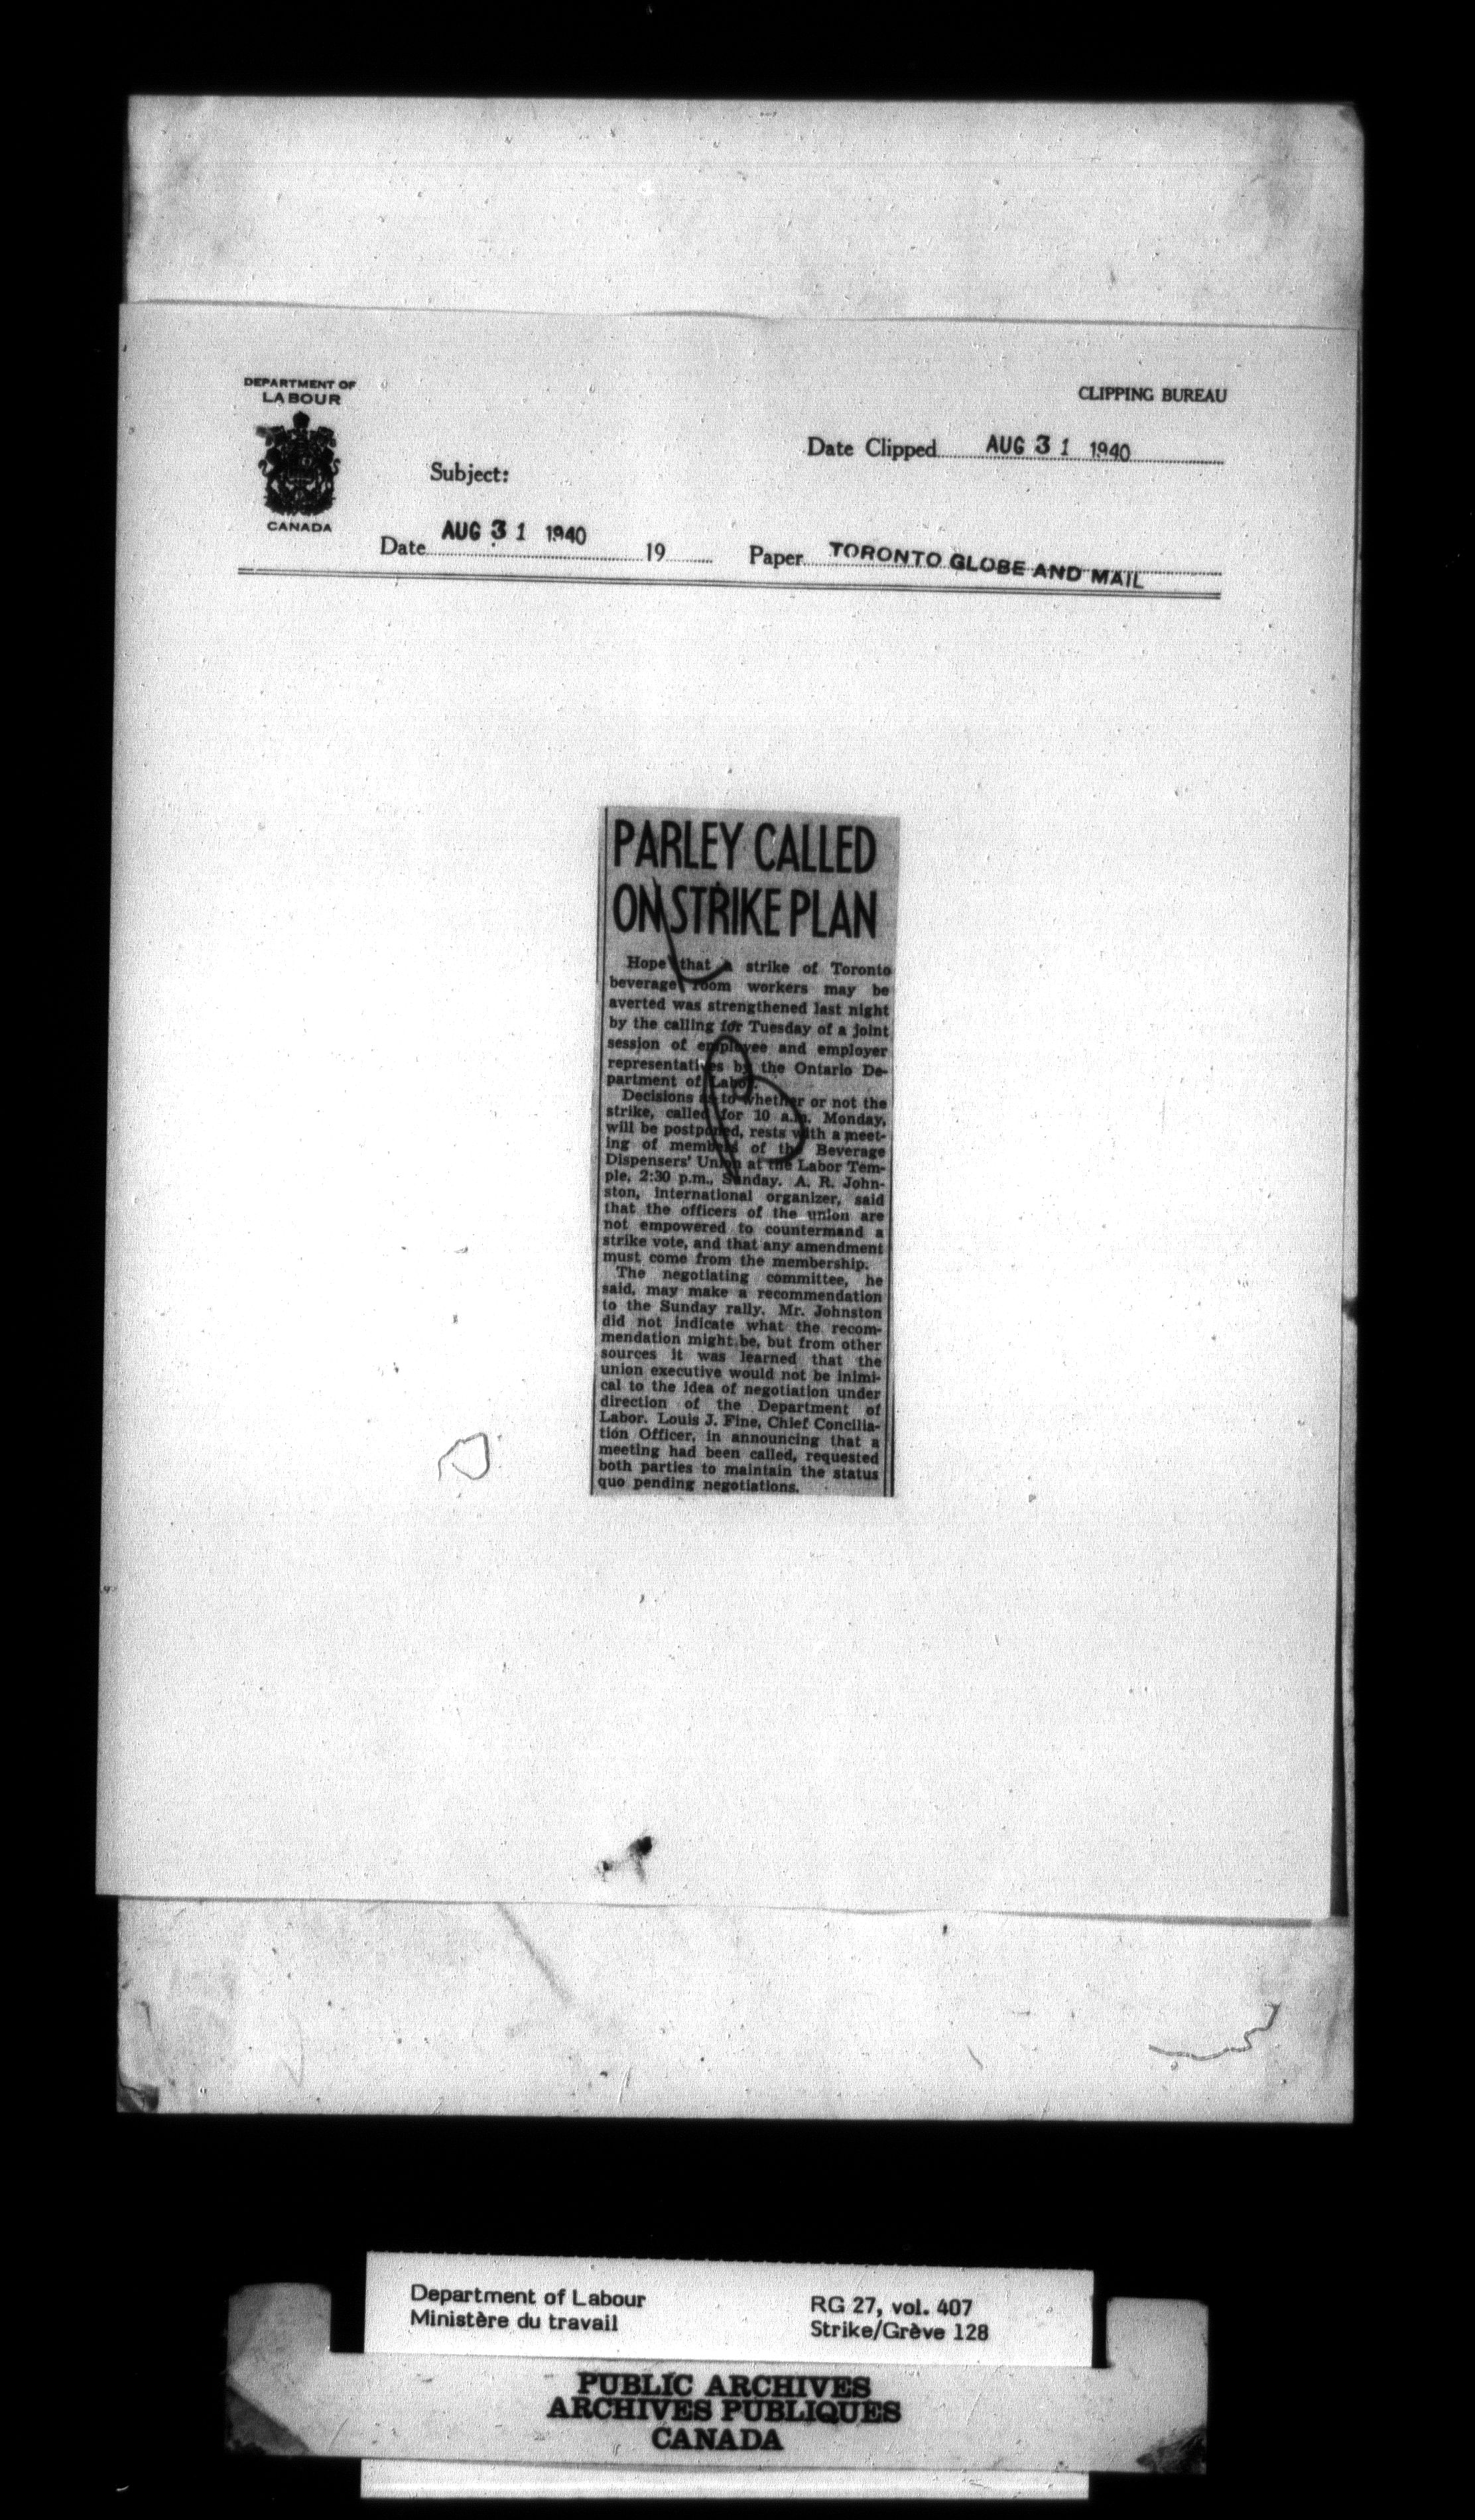 DEPARTMENT OF
LABOUR
CANADA
CLIPPING BUREAU
Date Clipped AUG 31 1940
Subject:
Date AUG 31 1940 19
Paper TORONTO GLOBE AND MAIL
PARLEY CALLED
ON STRIKE PLAN
Hope that a strike of Toronto
beverage room workers may be
averted was strengthened last night
by the calling for Tuesday of a joint
session of employee and employer
representatives by the Ontario De-
partment of Labor.
Decisions as to whether or not the
strike, called for 10 a.m. Monday,
will be postponed, rests with a meet-
ing of members of the Beverage
Dispensers' Union at the Labor Tem-
ple, 2:30 p.m., Sunday. A. R. John-
ston, international organizer, said
that the officers of the union are
not empowered to countermand a
strike vote, and that any amendment
must come from the membership.
The negotiating committee, he
said, may make a recommendation
to the Sunday rally. Mr. Johnston
did not indicate what the recom-
mendation might be, but from other
sources it was learned that the
union executive would not be inimi-
cal to the idea of negotiation under
direction of the Department of
Labor. Louis J. Fine, Chief Concilia-
tion Officer, in announcing that a
meeting had been called, requested
both parties to maintain the status
quo pending negotiations.
Department of Labour
Ministère du travail
RG 27, vol. 407
Strike/Grève 128
PUBLIC ARCHIVES
ARCHIVES PUBLIQUES
CANADA